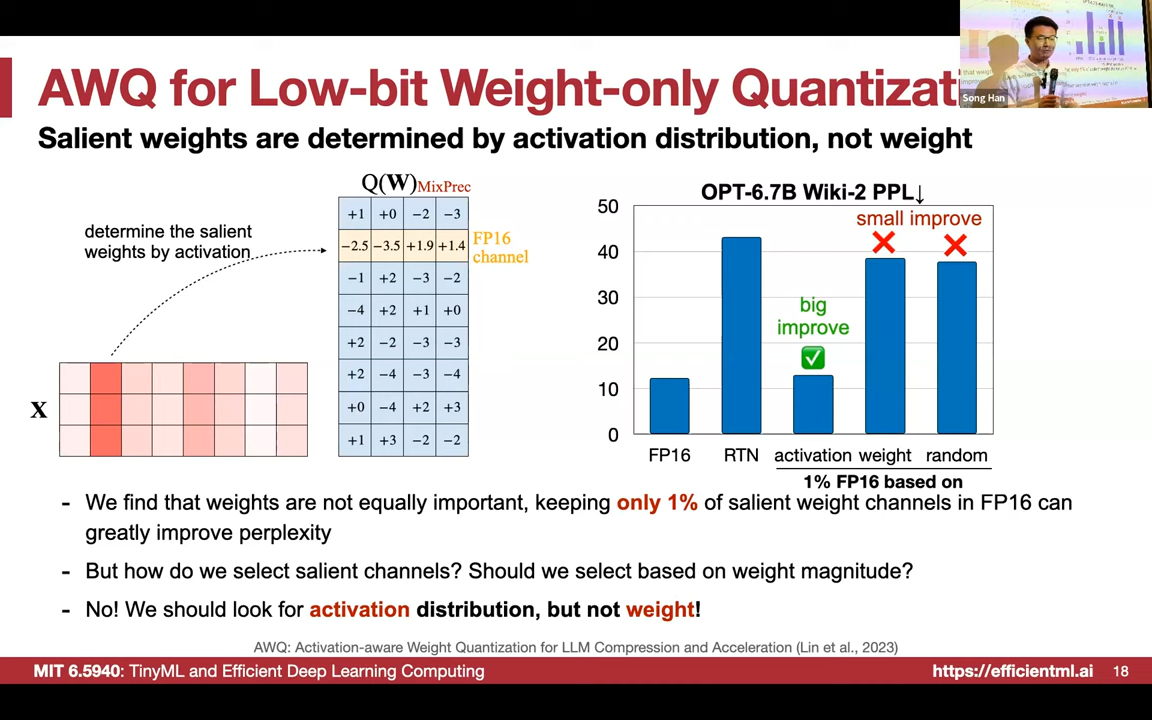 AWQ for Low-bit Weight-only Quantizat
Song Han
Salient weights are determined by activation distribution, not weight
determine the salient
weights by activation
X
Q(W)MixPrec
+1 +0 −2 −3
−2.5 −3.5 +1.9 +1.4
−1 +2 −3 −2
−4 +2 +1 +0
+2 −2 −3 −3
+2 −4 −3 −4
+0 −4 +2 +3
+1 +3 −2 −2
FP16
channel
OPT-6.7B Wiki-2 PPL↓
50
40
30
20
10
0
small improve
big
improve
FP16 RTN activation weight random
1% FP16 based on
- We find that weights are not equally important, keeping only 1% of salient weight channels in FP16 can
greatly improve perplexity
- But how do we select salient channels? Should we select based on weight magnitude?
- No! We should look for activation distribution, but not weight!
AWQ: Activation-aware Weight Quantization for LLM Compression and Acceleration (Lin et al., 2023)
MIT 6.5940: TinyML and Efficient Deep Learning Computing
https://efficientml.ai 18